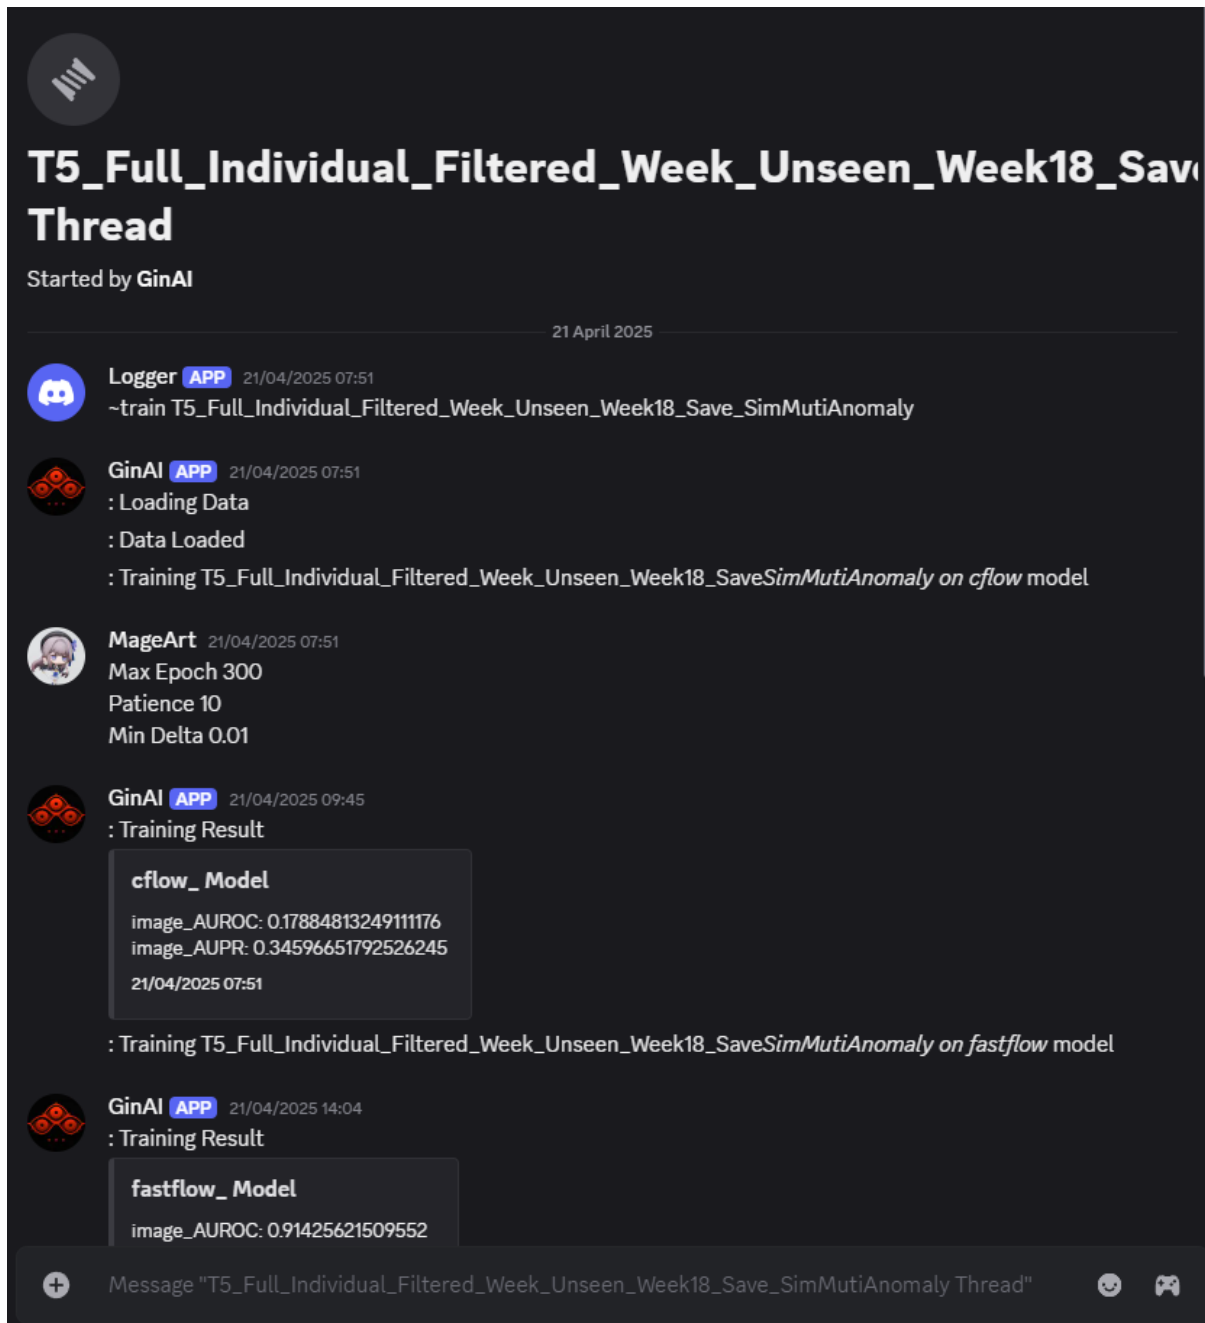 T5_Full_Individual_Filtered_Week_Unseen_Week18_Save
Thread
Started by GinAI
21 April 2025
Logger APP 21/04/2025 07:51
~train T5_Full_Individual_Filtered_Week_Unseen_Week18_Save_SimMutiAnomaly
GinAI APP 21/04/2025 07:51
: Loading Data
: Data Loaded
: Training T5_Full_Individual_Filtered_Week_Unseen_Week18_SaveSimMutiAnomaly on cflow model
MageArt 21/04/2025 07:51
Max Epoch 300
Patience 10
Min Delta 0.01
GinAI APP 21/04/2025 09:45
: Training Result
cflow_ Model
image_AUROC: 0.17884813249111176
image_AUPR: 0.34596651792526245
21/04/2025 07:51
: Training T5_Full_Individual_Filtered_Week_Unseen_Week18_SaveSimMutiAnomaly on fastflow model
GinAI APP 21/04/2025 14:04
: Training Result
fastflow_ Model
image_AUROC: 0.91425621509552
Message "T5_Full_Individual_Filtered_Week_Unseen_Week18_Save_SimMutiAnomaly Thread"